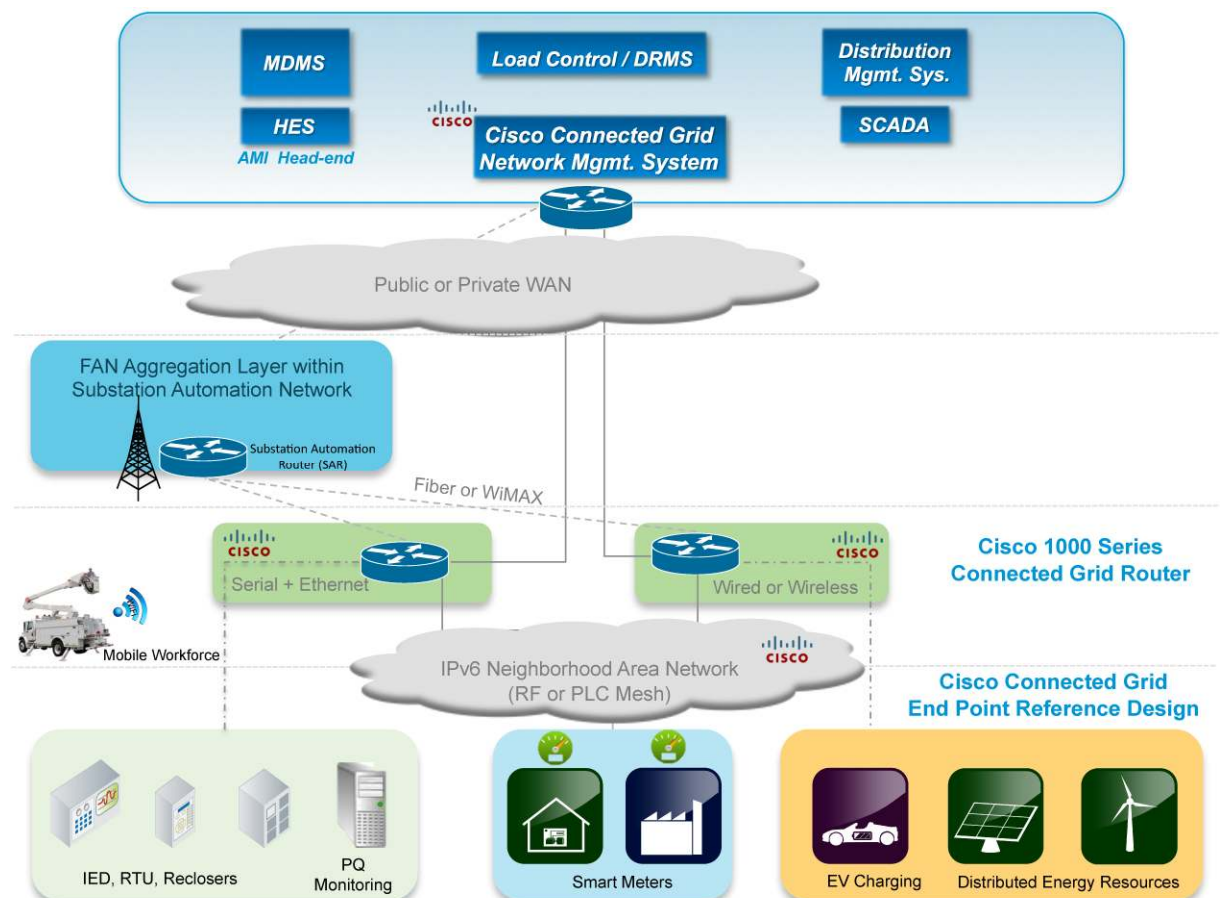 MDMS
Load Control / DRMS
Distribution
Mgmt. Sys.
HES
AMI Head-end
CISCO
Cisco Connected Grid
Network Mgmt. System
SCADA
Public or Private WAN
FAN Aggregation Layer within
Substation Automation Network
Substation Automation
Router (SAR)
Fiber or WiMAX
CISCO
Serial + Ethernet
CISCO
Wired or Wireless
Cisco 1000 Series
Connected Grid Router
Mobile Workforce
IPv6 Neighborhood Area Network
(RF or PLC Mesh)
CISCO
Cisco Connected Grid
End Point Reference Design
IED, RTU, Reclosers
PQ
Monitoring
Smart Meters
EV Charging
Distributed Energy Resources